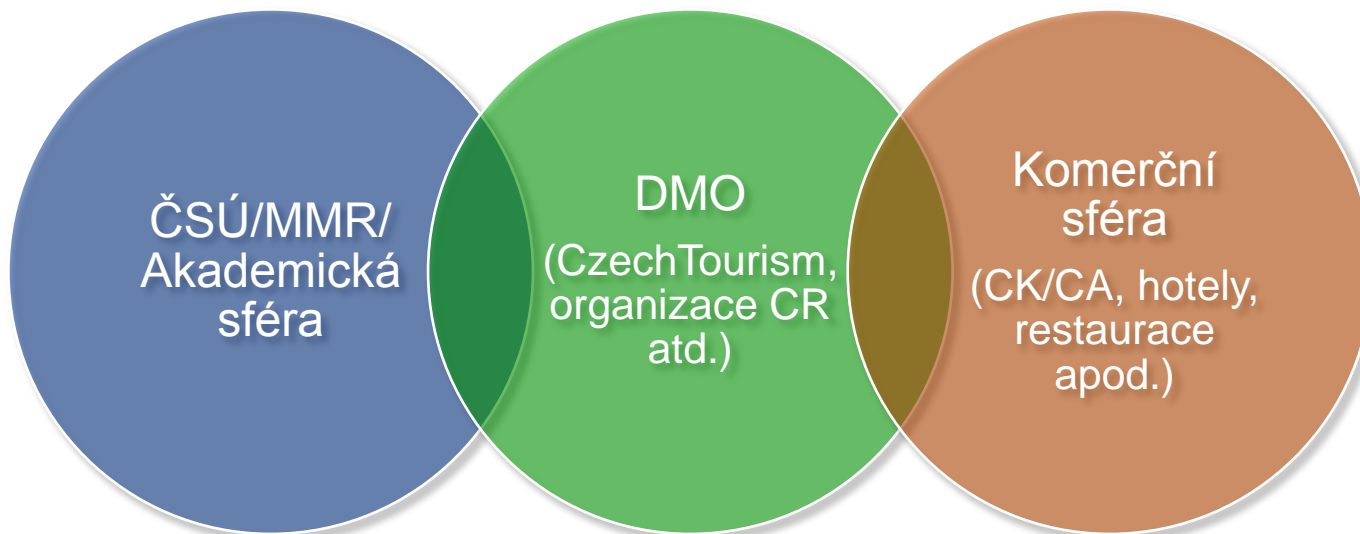 ČSÚ/MMR/
Akademická
sféra
DMO
(CzechTourism,
organizace CR
atd.)
Komerční
sféra
(CK/CA, hotely,
restaurace
apod.)